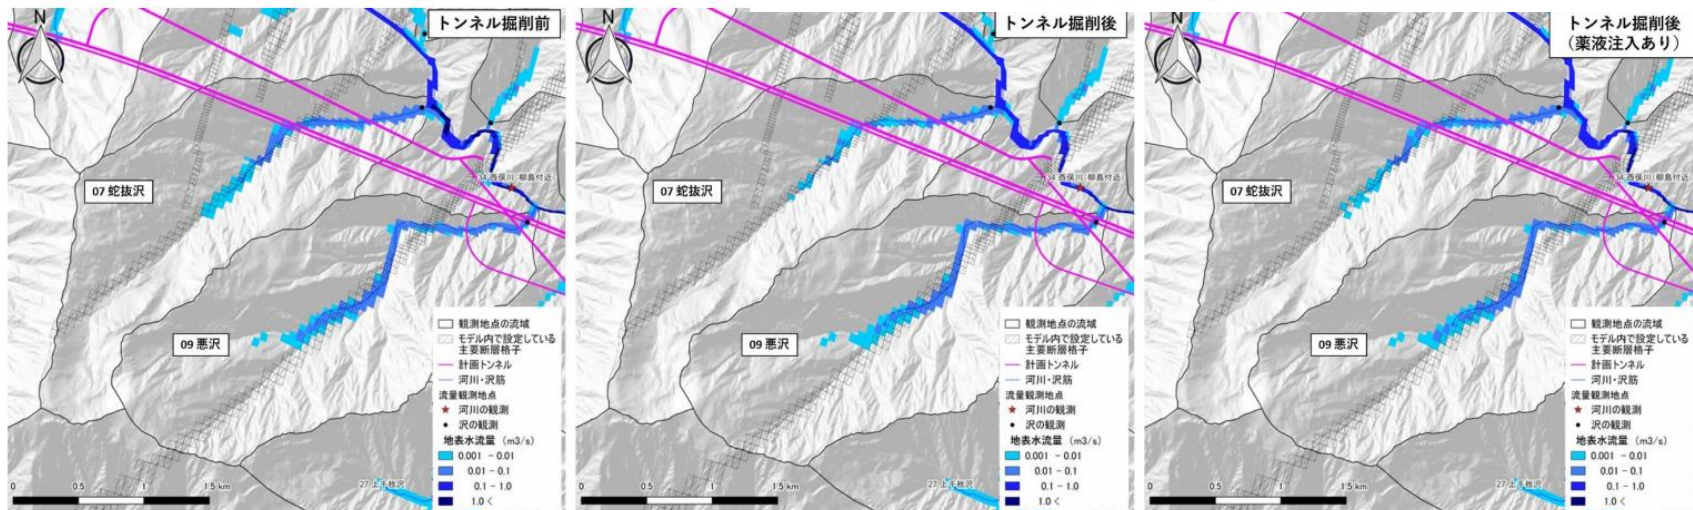 トンネル掘削前
N
07 蛇抜沢
34 西俣川(柳島付近)
09 悪沢
27 上千枚沢
観測地点の流域
モデル内で設定している
主要断層格子
計画トンネル
河川・沢筋
流量観測地点
河川の観測
沢の観測
地表水流量 (m3/s)
0.001 - 0.01
0.01 - 0.1
0.1 - 1.0
1.0 <
0 0.5 1 1.5 km
トンネル掘削後
N
07 蛇抜沢
34 西俣川(柳島付近)
09 悪沢
27 上千枚沢
観測地点の流域
モデル内で設定している
主要断層格子
計画トンネル
河川・沢筋
流量観測地点
河川の観測
沢の観測
地表水流量 (m3/s)
0.001 - 0.01
0.01 - 0.1
0.1 - 1.0
1.0 <
0 0.5 1 1.5 km
トンネル掘削後
(薬液注入あり)
N
07 蛇抜沢
34 西俣川(柳島付近)
09 悪沢
27 上千枚沢
観測地点の流域
モデル内で設定している
主要断層格子
計画トンネル
河川・沢筋
流量観測地点
河川の観測
沢の観測
地表水流量 (m3/s)
0.001 - 0.01
0.01 - 0.1
0.1 - 1.0
1.0 <
0 0.5 1 1.5 km